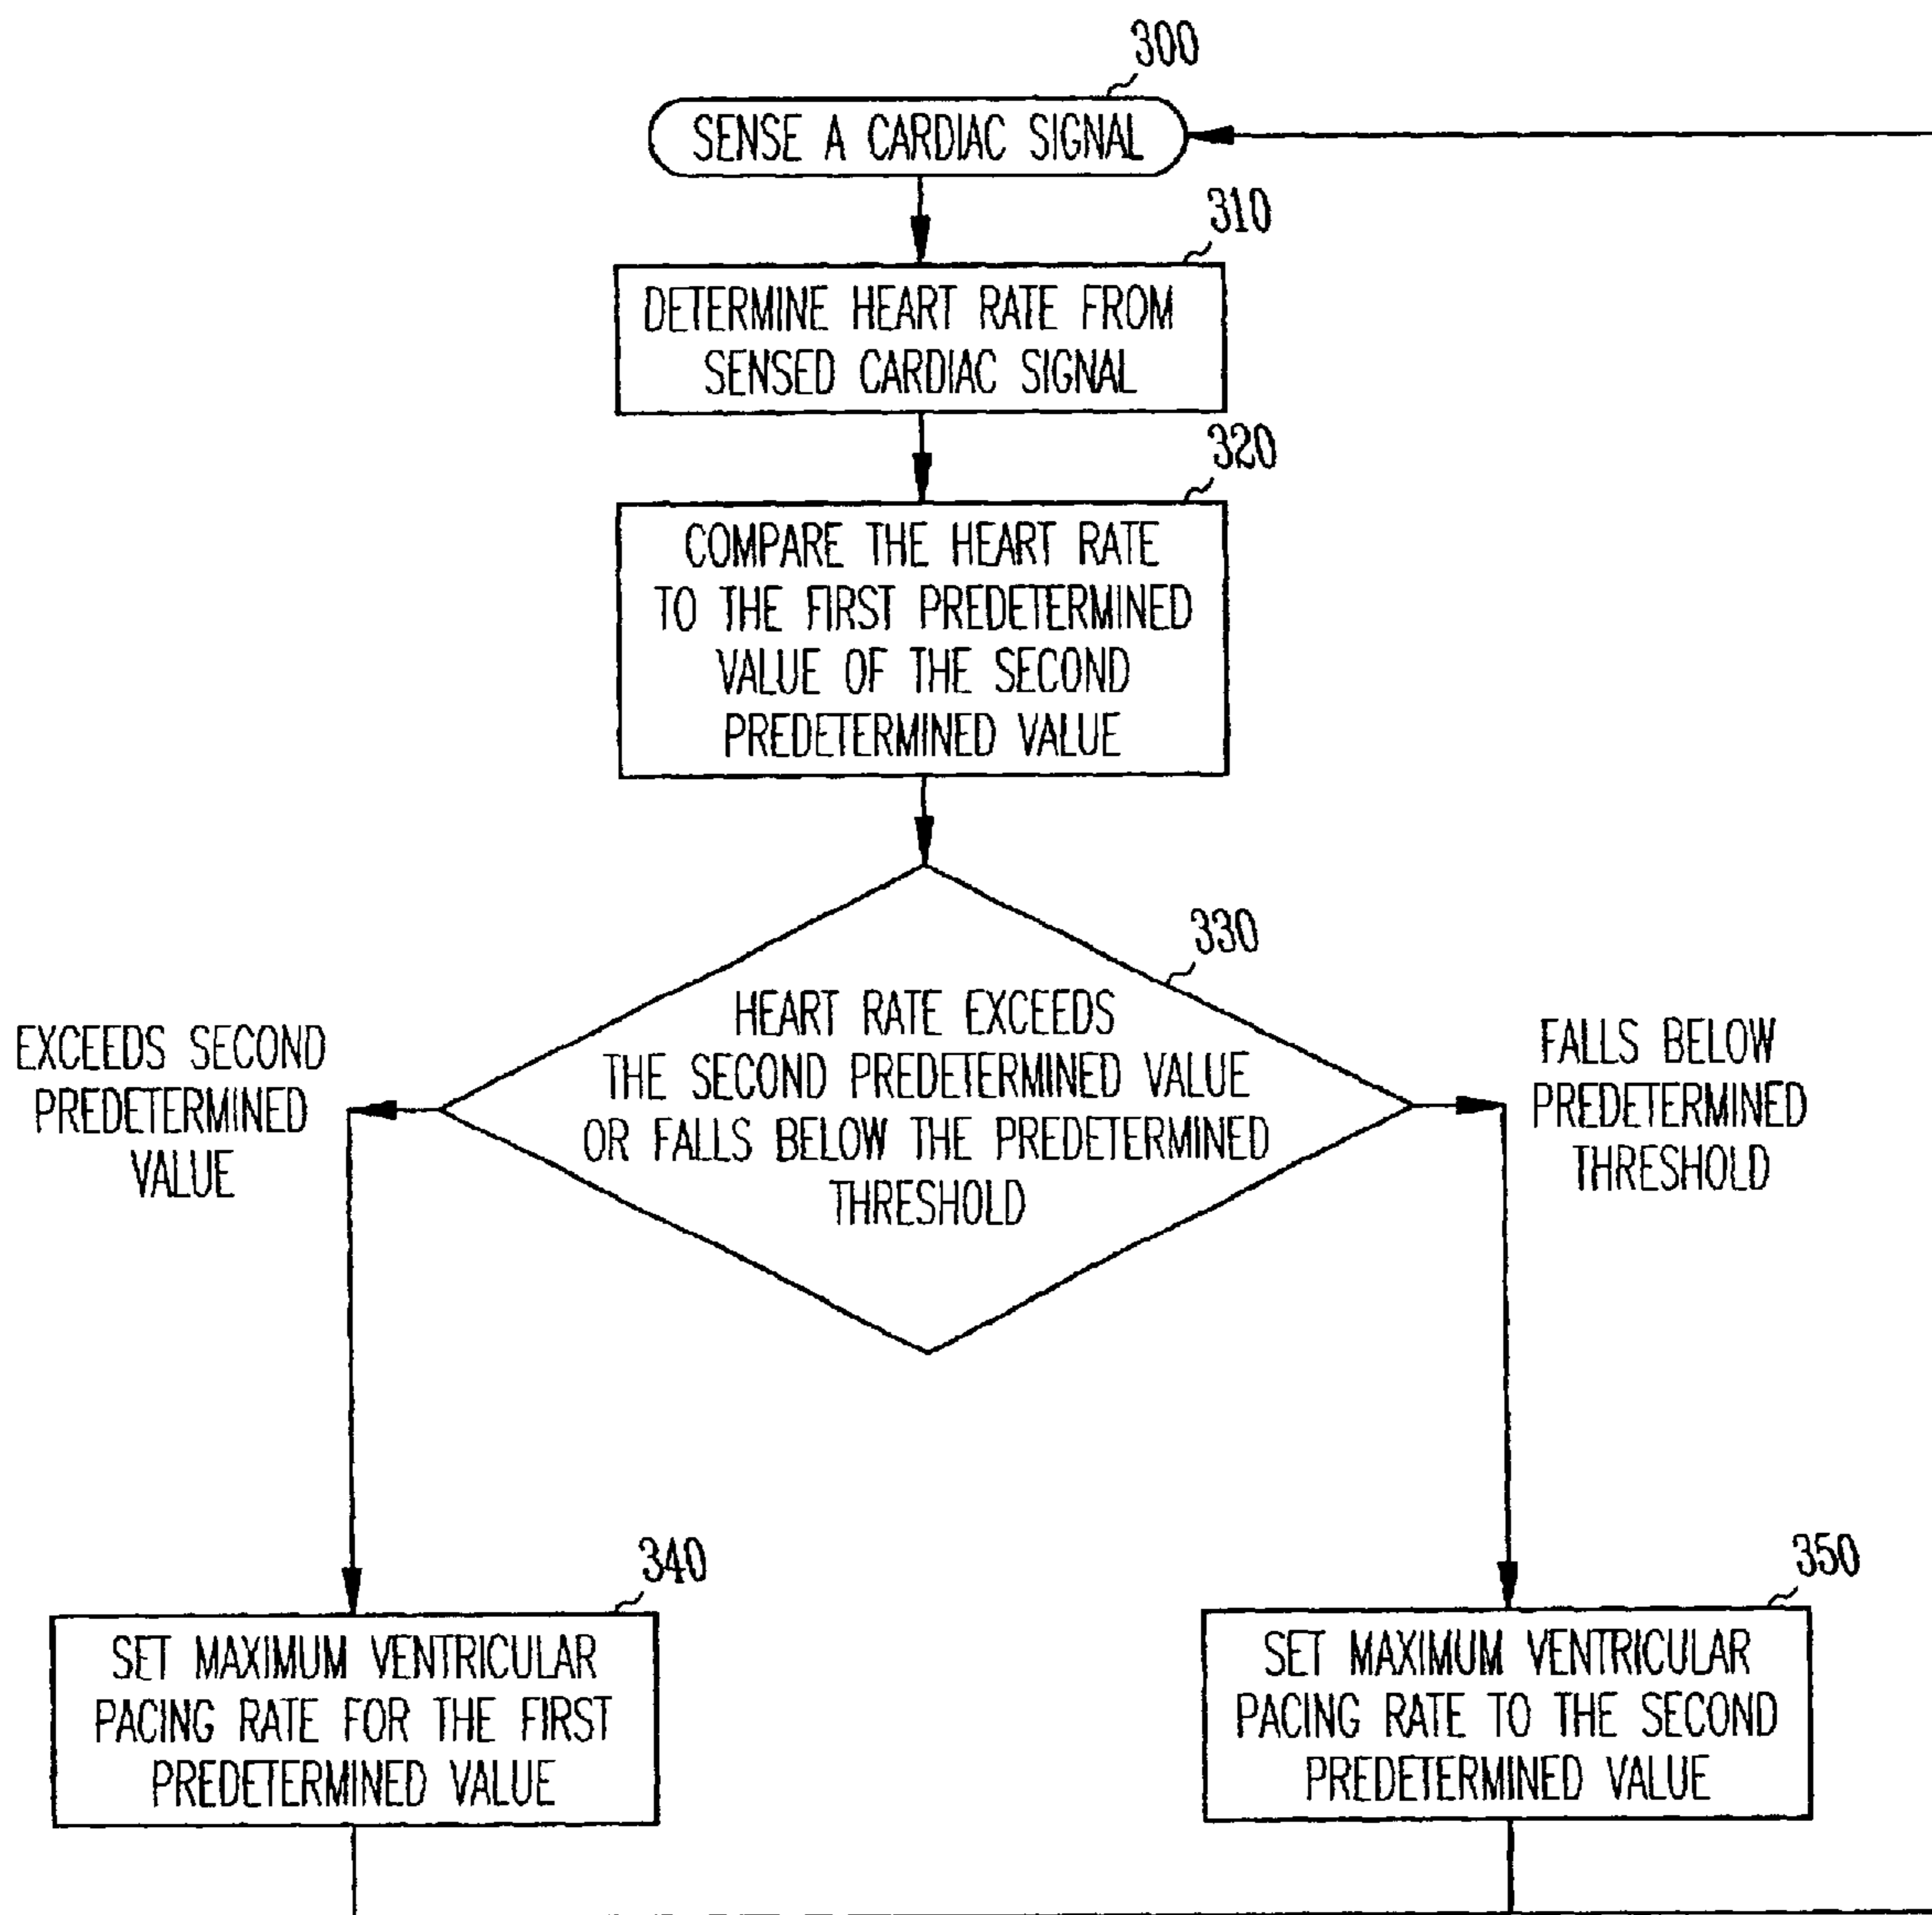 300
SENSE A CARDIAC SIGNAL
310
DETERMINE HEART RATE FROM
SENSED CARDIAC SIGNAL
320
COMPARE THE HEART RATE
TO THE FIRST PREDETERMINED
VALUE OF THE SECOND
PREDETERMINED VALUE
330
HEART RATE EXCEEDS
THE SECOND PREDETERMINED VALUE
OR FALLS BELOW THE PREDETERMINED
THRESHOLD
EXCEEDS SECOND
PREDETERMINED
VALUE
FALLS BELOW
PREDETERMINED
THRESHOLD
340
SET MAXIMUM VENTRICULAR
PACING RATE FOR THE FIRST
PREDETERMINED VALUE
350
SET MAXIMUM VENTRICULAR
PACING RATE TO THE SECOND
PREDETERMINED VALUE